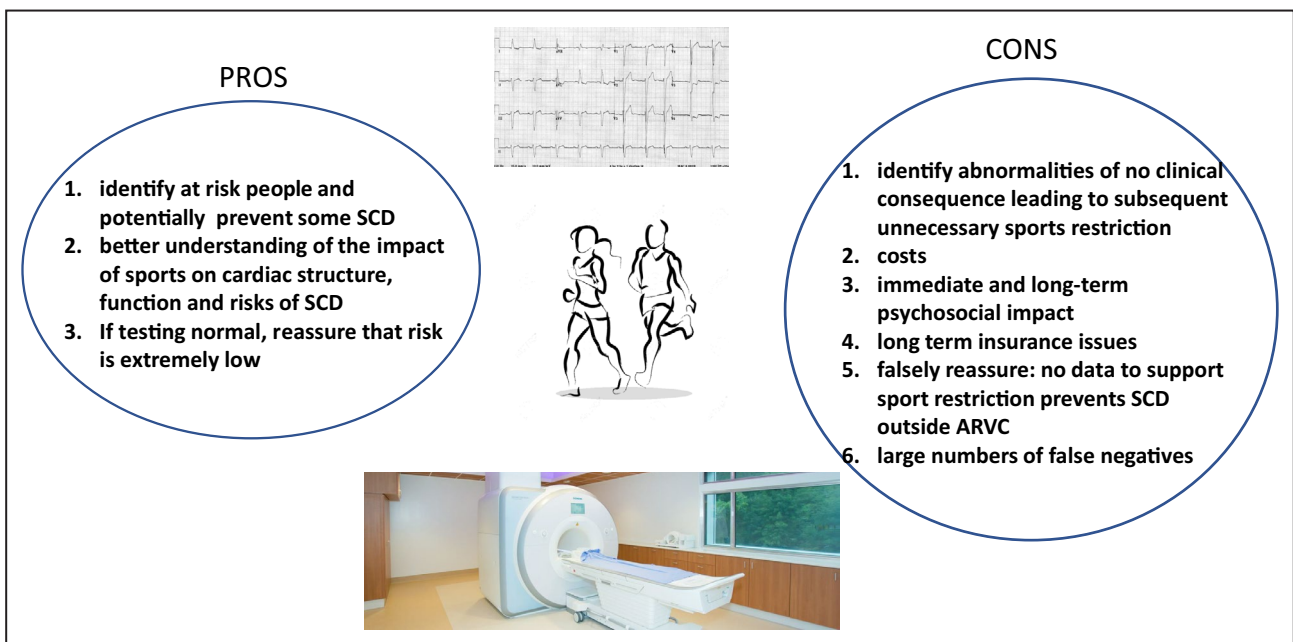 PROS
1. identify at risk people and
potentially prevent some SCD
2. better understanding of the impact
of sports on cardiac structure,
function and risks of SCD
3. If testing normal, reassure that risk
is extremely low
CONS
1. identify abnormalities of no clinical
consequence leading to subsequent
unnecessary sports restriction
2. costs
3. immediate and long-term
psychosocial impact
4. long term insurance issues
5. falsely reassure: no data to support
sport restriction prevents SCD
outside ARVC
6. large numbers of false negatives